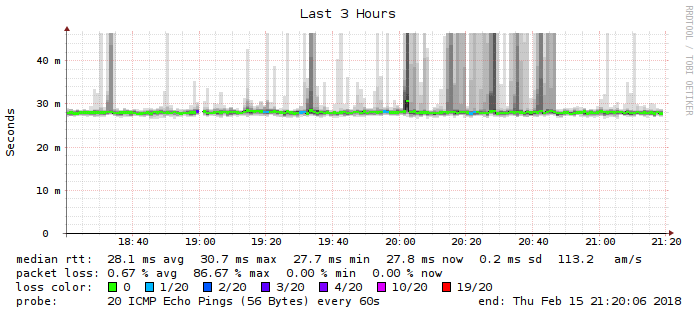 Last 3 Hours
RRDTOOL / TOBI OETIKER
Seconds
40 m
30 m
20 m
10 m
0
18:40 19:00 19:20 19:40 20:00 20:20 20:40 21:00 21:20
median rtt: 28.1 ms avg 30.7 ms max 27.7 ms min 27.8 ms now 0.2 ms sd 113.2 am/s
packet loss: 0.67 % avg 86.67 % max 0.00 % min 0.00 % now
loss color: 0 1/20 2/20 3/20 4/20 10/20 19/20
probe: 20 ICMP Echo Pings (56 Bytes) every 60s end: Thu Feb 15 21:20:06 2018